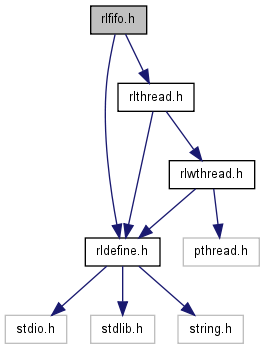 rlfifo.h
rlthread.h
rlwthread.h
rldefine.h
pthread.h
stdio.h
stdlib.h
string.h